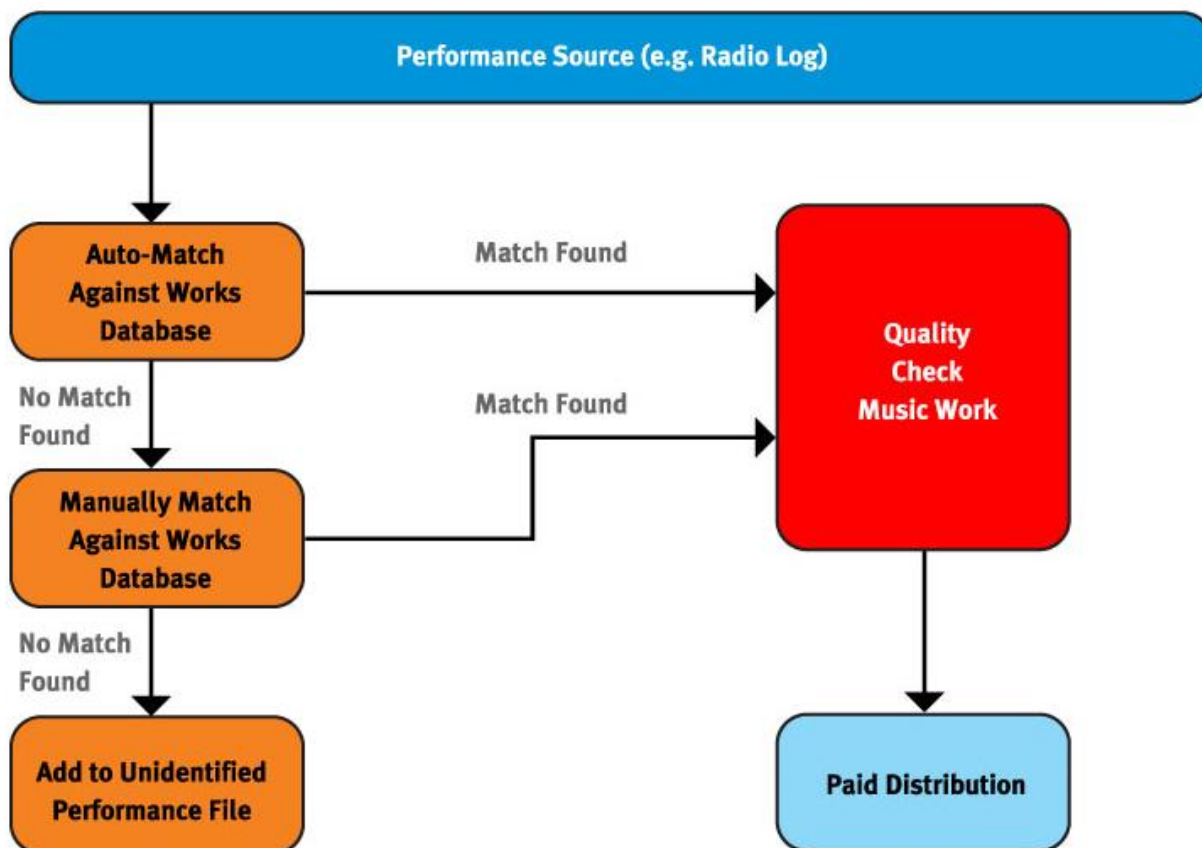 Performance Source (e.g. Radio Log)
Auto-Match
Against Works
Database
Match Found
No Match
Found
Match Found
Quality
Check
Music Work
Manually Match
Against Works
Database
No Match
Found
Add to Unidentified
Performance File
Paid Distribution